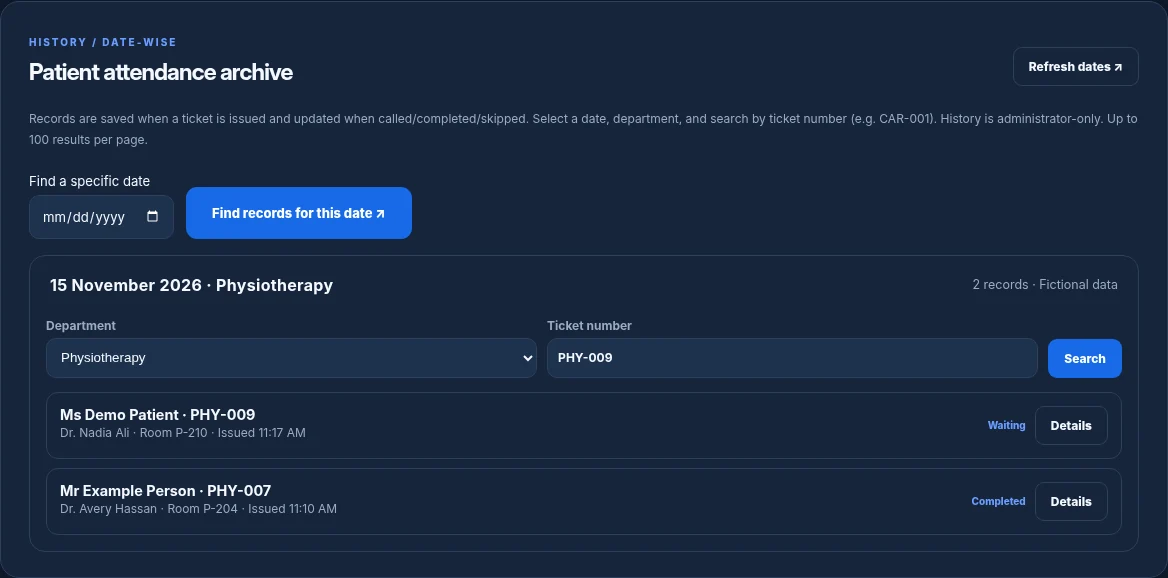 HISTORY / DATE-WISE
Patient attendance archive
Refresh dates ↗
Records are saved when a ticket is issued and updated when called/completed/skipped. Select a date, department, and search by ticket number (e.g. CAR-001). History is administrator-only. Up to
100 results per page.
Find a specific date
mm/dd/yyyy
Find records for this date ↗
15 November 2026 · Physiotherapy
2 records · Fictional data
Department
Ticket number
Physiotherapy
PHY-009
Search
Ms Demo Patient · PHY-009
Dr. Nadia Ali · Room P-210 · Issued 11:17 AM
Waiting
Details
Mr Example Person · PHY-007
Dr. Avery Hassan · Room P-204 · Issued 11:10 AM
Completed
Details